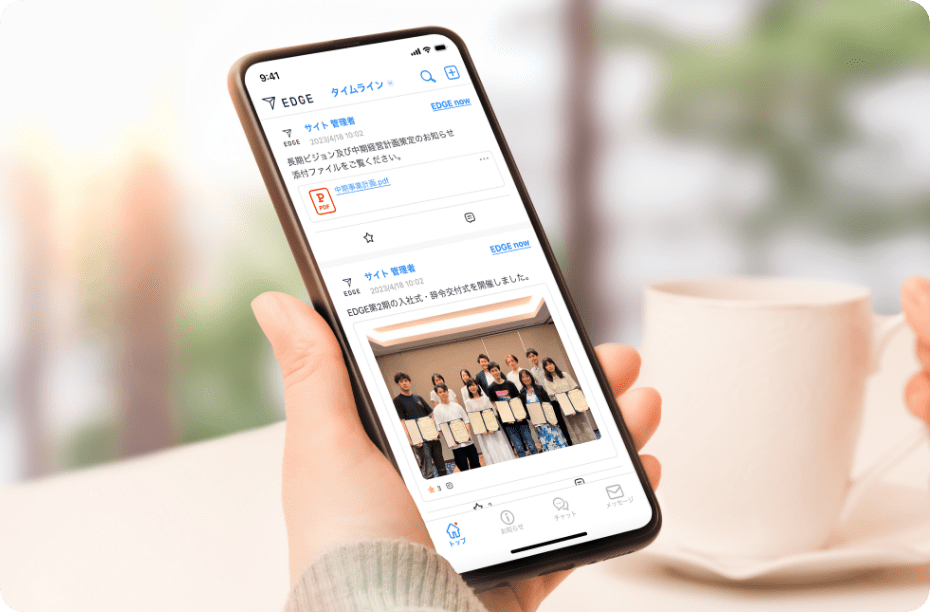 9:41
EDGE タイムライン
サイト 管理者 EDGE now
EDGE 2023/4/18 10:02
長期ビジョン及び中期経営計画策定のお知らせ
添付ファイルをご覧ください。
中期事業計画.pdf
PDF
サイト 管理者 EDGE now
EDGE 2023/4/18 10:02
EDGE第2期の入社式・辞令交付式を開催しました。
3
トップ お知らせ チャット メッセージ